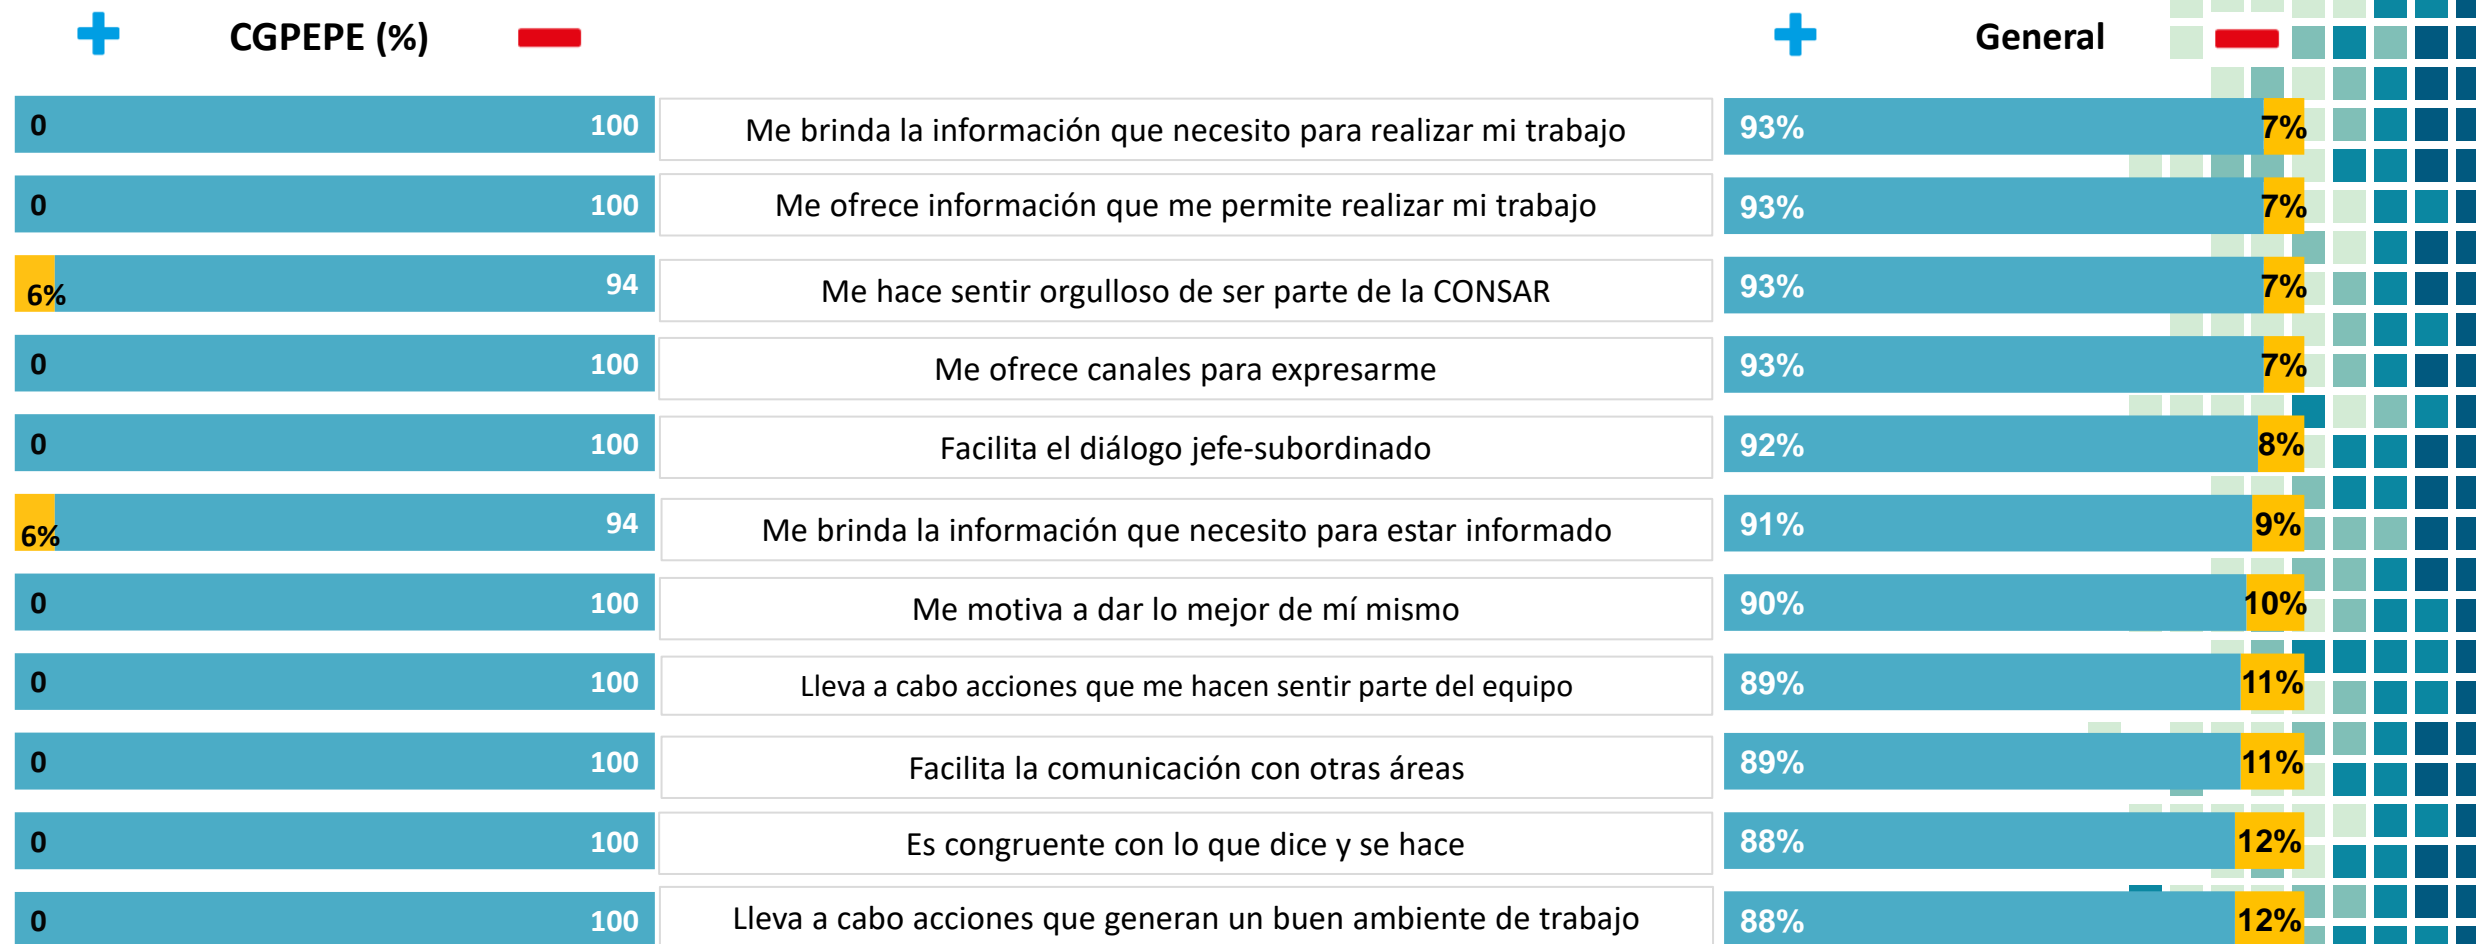 CGPEPE (%) General
0 100 Me brinda la información que necesito para realizar mi trabajo 93% 7%
0 100 Me ofrece información que me permite realizar mi trabajo 93% 7%
6% 94 Me hace sentir orgulloso de ser parte de la CONSAR 93% 7%
0 100 Me ofrece canales para expresarme 93% 7%
0 100 Facilita el diálogo jefe-subordinado 92% 8%
6% 94 Me brinda la información que necesito para estar informado 91% 9%
0 100 Me motiva a dar lo mejor de mí mismo 90% 10%
0 100 Lleva a cabo acciones que me hacen sentir parte del equipo 89% 11%
0 100 Facilita la comunicación con otras áreas 89% 11%
0 100 Es congruente con lo que dice y se hace 88% 12%
0 100 Lleva a cabo acciones que generan un buen ambiente de trabajo 88% 12%